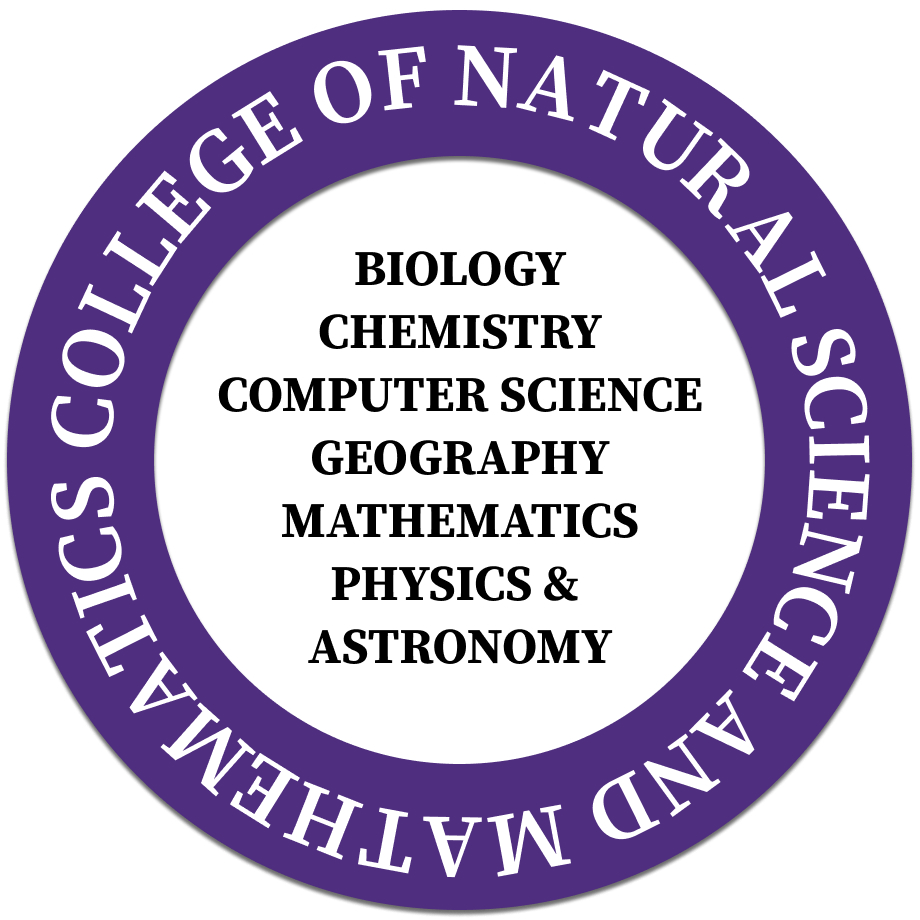 COLLEGE OF NATURAL SCIENCE AND MATHEMATICS
BIOLOGY
CHEMISTRY
COMPUTER SCIENCE
GEOGRAPHY
MATHEMATICS
PHYSICS &
ASTRONOMY